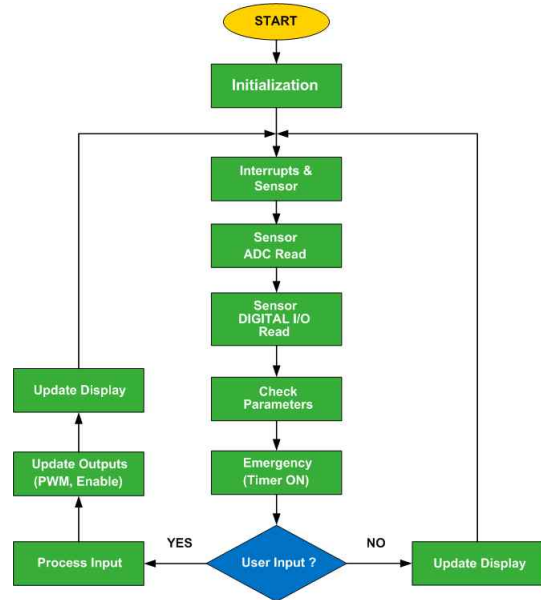 START
Initialization
Interrupts &
Sensor
Sensor
ADC Read
Sensor
DIGITAL I/O
Read
Check
Parameters
Emergency
(Timer ON)
User Input ?
YES
Process Input
Update Outputs
(PWM, Enable)
Update Display
NO
Update Display